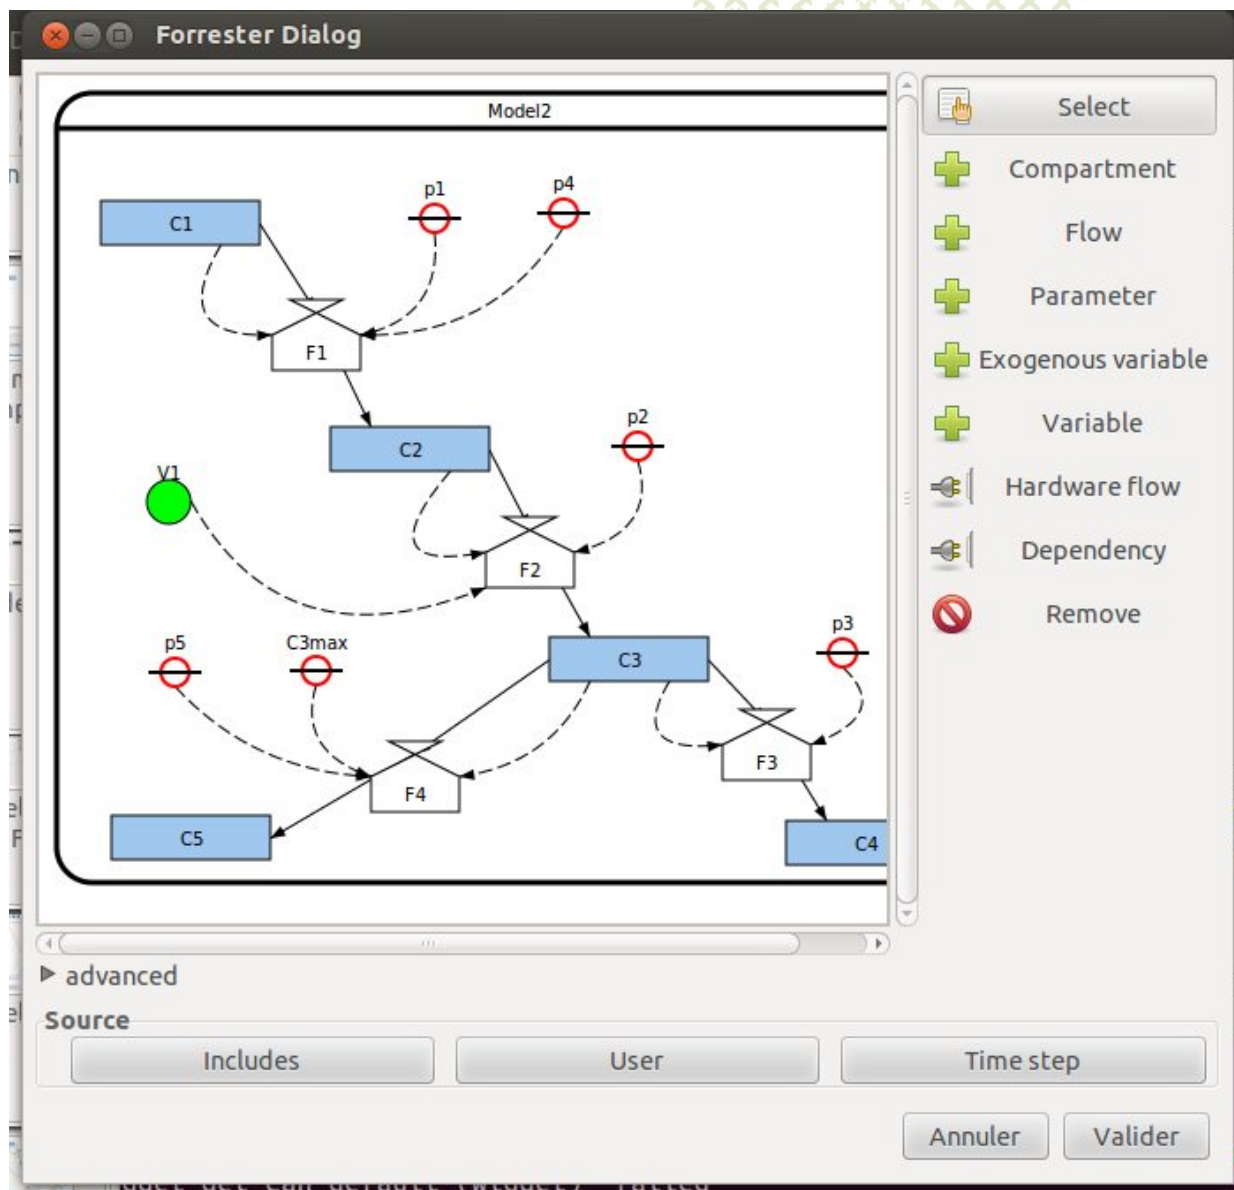 Forrester Dialog
Model2
Select
Compartment
Flow
Parameter
Exogenous variable
Variable
Hardware flow
Dependency
Remove
C1
p1
p4
F1
C2
p2
V1
F2
p5
C3max
C3
p3
F3
F4
C5
C4
advanced
Source
Includes
User
Time step
Annuler
Valider